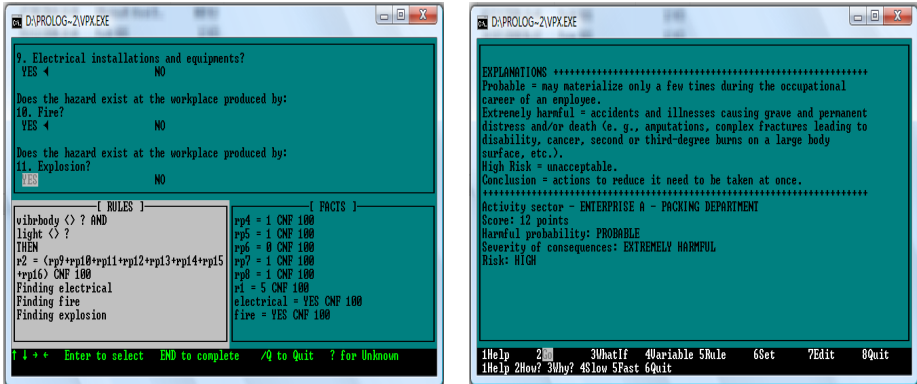 D:\PROLOG~2\VPX.EXE
9. Electrical installations and equipments?
YES ◄ NO
Does the hazard exist at the workplace produced by:
10. Fire?
YES ◄ NO
Does the hazard exist at the workplace produced by:
11. Explosion?
YES NO
[ RULES ]
vihrbody <> ? AND
light <> ?
THEN
r2 = (rp9+rp10+rp11+rp12+rp13+rp14+rp15
+rp16) CNF 100
Finding electrical
Finding fire
Finding explosion
[ FACTS ]
rp4 = 1 CNF 100
rp5 = 1 CNF 100
rp6 = 0 CNF 100
rp7 = 1 CNF 100
rp8 = 1 CNF 100
r1 = 5 CNF 100
electrical = YES CNF 100
fire = YES CNF 100
↑ ↓ → ← Enter to select END to complete /Q to Quit ? for Unknown
D:\PROLOG~2\VPX.EXE
EXPLANATIONS ++++++++++++++++++++++++++++++++++++++++++++++++++++++++
Probable = may materialize only a few times during the occupational
career of an employee.
Extremely harmful = accidents and illnesses causing grave and permanent
distress and/or death (e. g., amputations, complex fractures leading to
disability, cancer, second or third-degree burns on a large body
surface, etc.).
High Risk = unacceptable.
Conclusion = actions to reduce it need to be taken at once.
+++++++++++++++++++++++++++++++++++++++++++++++++++++++++++++++++++++
Activity sector - ENTERPRISE A - PACKING DEPARTMENT
Score: 12 points
Harmful probability: PROBABLE
Severity of consequences: EXTREMELY HARMFUL
Risk: HIGH
1Help 2Go 3WhatIf 4Variable 5Rule 6Set 7Edit 8Quit
1Help 2How? 3Why? 4Slow 5Fast 6Quit